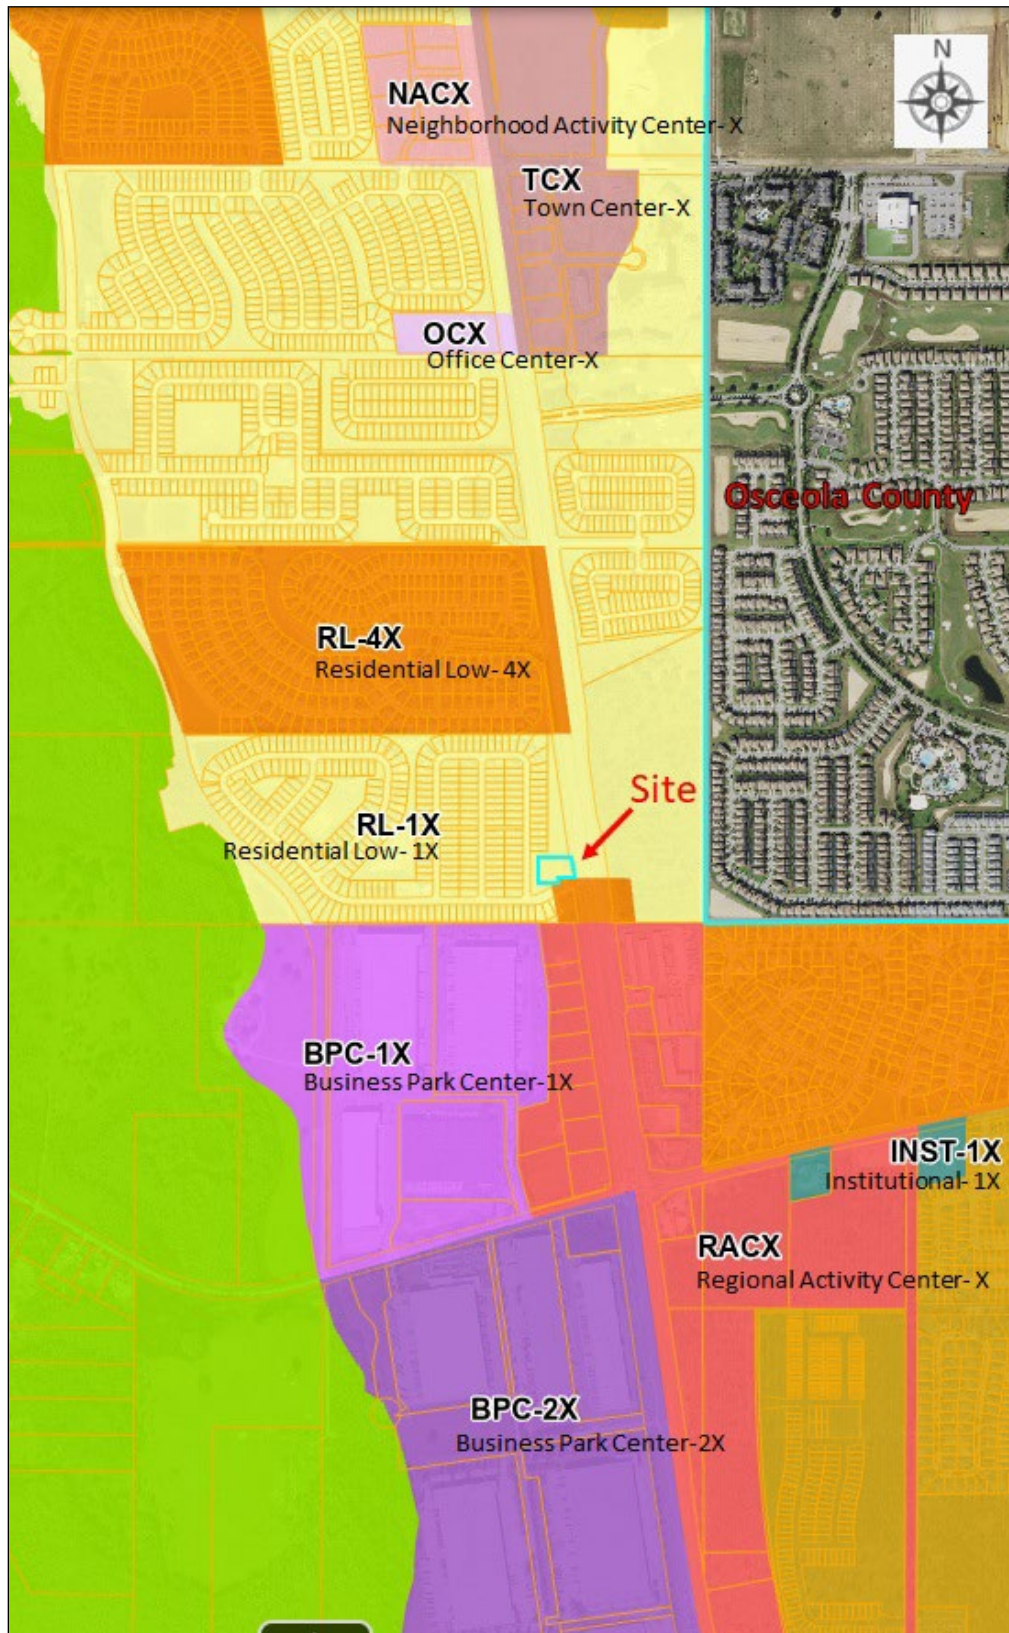 N
NACX
Neighborhood Activity Center- X
TCX
Town Center-X
OCX
Office Center-X
Osceola County
RL-4X
Residential Low- 4X
Site
RL-1X
Residential Low- 1X
BPC-1X
Business Park Center-1X
INST-1X
Institutional- 1X
RACX
Regional Activity Center- X
BPC-2X
Business Park Center-2X